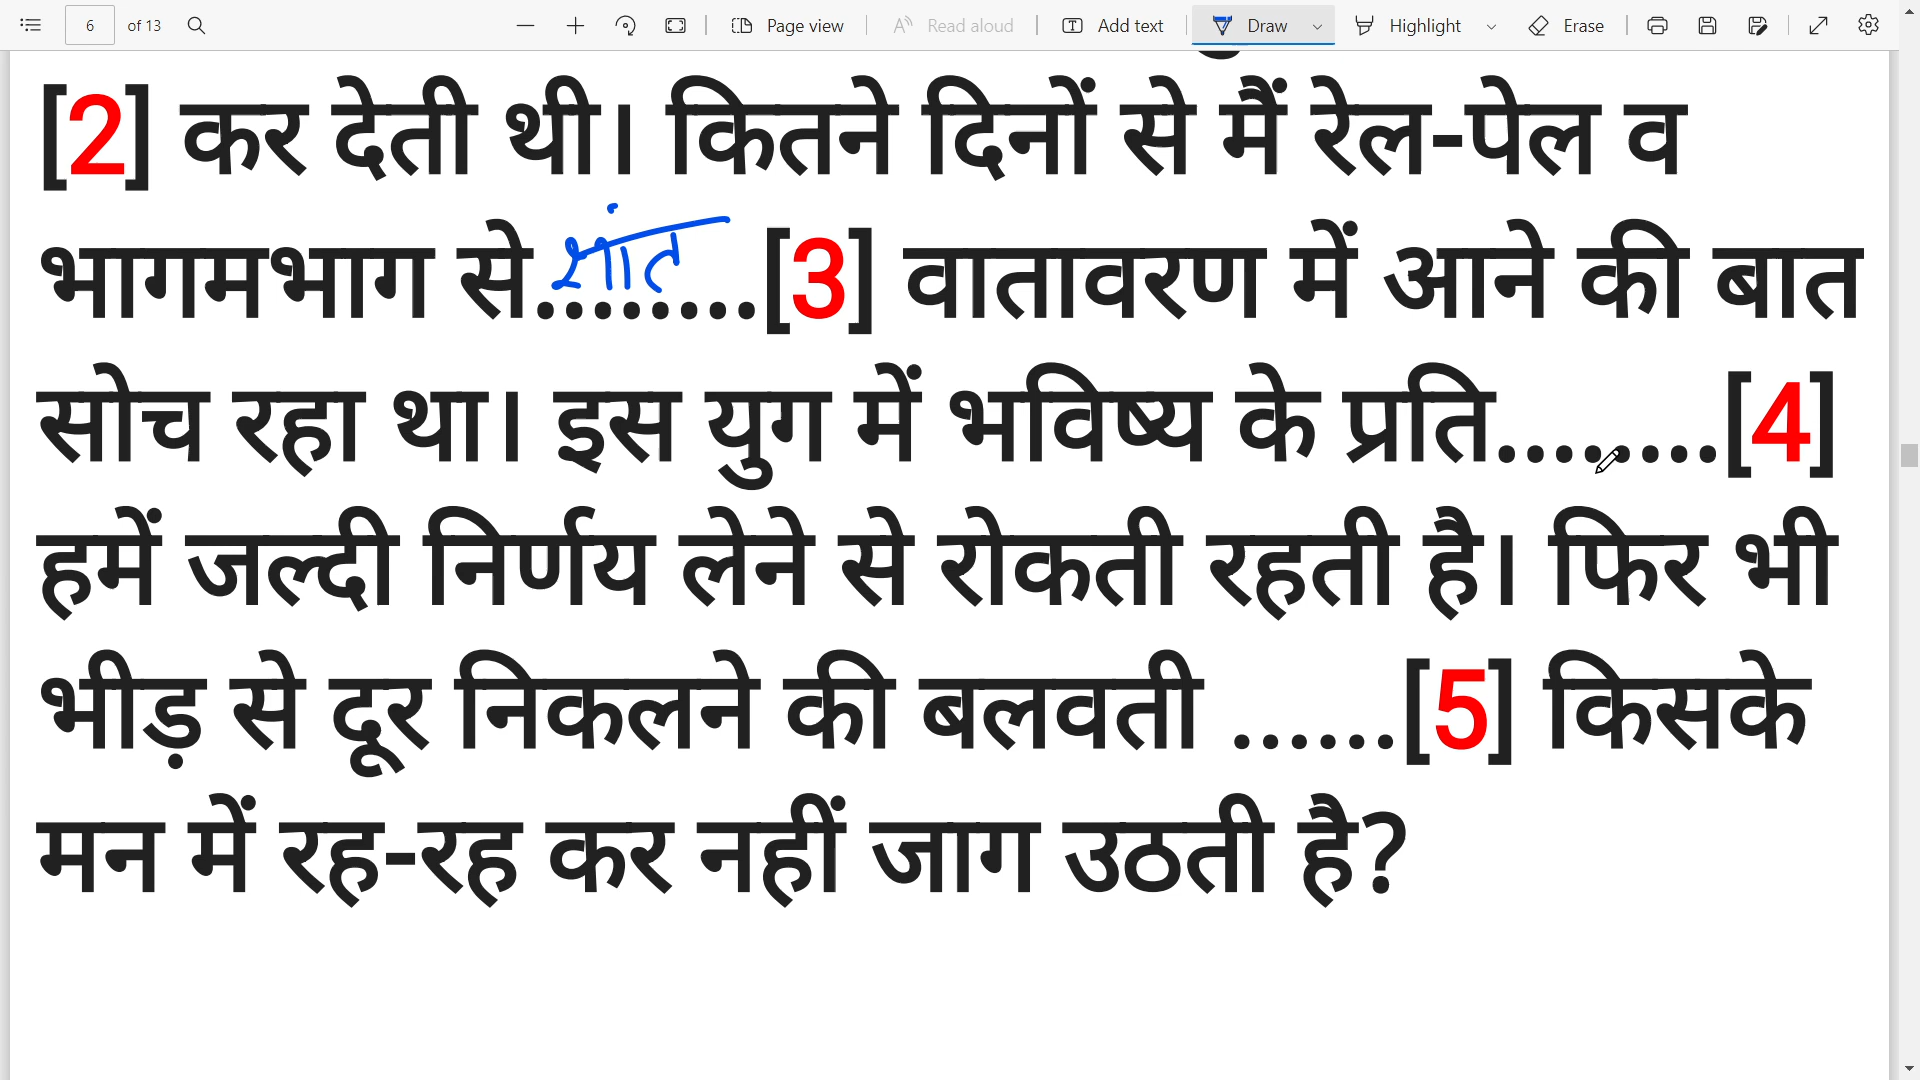 6 of 13 Page view Read aloud Add text Draw Highlight Erase
[2] कर देती थी। कितने दिनों से मैं रेल-पेल व
भागमभाग से........[3] वातावरण में आने की बात
शांत
सोच रहा था। इस युग में भविष्य के प्रति........[4]
हमें जल्दी निर्णय लेने से रोकती रहती है। फिर भी
भीड़ से दूर निकलने की बलवती ......[5] किसके
मन में रह-रह कर नहीं जाग उठती है?